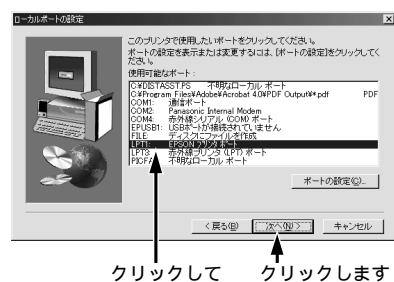 ローカルポートの設定
このプリンタで使用したいポートをクリックしてください。
ポートの設定を表示または変更するには、[ポートの設定]をクリックしてください。
使用可能なポート:
C:¥DISTASST.PS 不明なローカル ポート
C:¥Program Files¥Adobe¥Acrobat 4.0¥PDF Output¥*.pdf PDF
COM1: 通信ポート
COM2: Panasonic Internal Modem
COM4: 赤外線シリアル (COM) ポート
EPUSB1: USBポートが接続されていません
FILE: ディスクにファイルを作成
LPT1: EPSON プリンタ ポート
LPT3: 赤外線プリンタ (LPT) ポート
PICFA 不明なローカル ポート
ポートの設定(C)...
< 戻る(B) 次へ(N) > キャンセル
クリックして クリックします